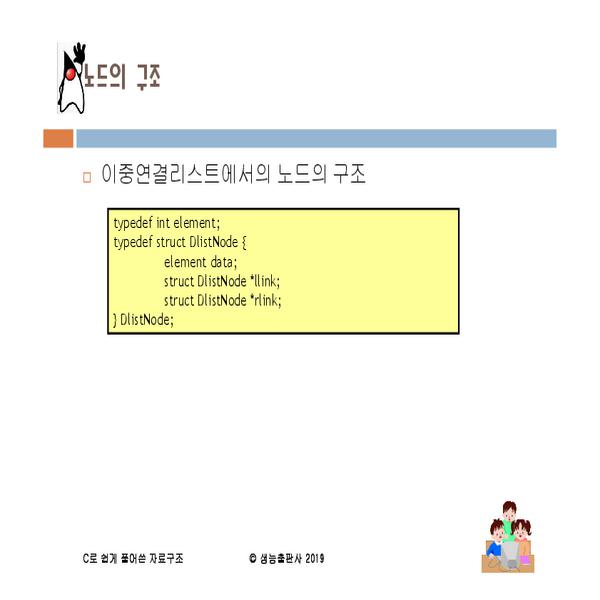 노드의 구조
이중연결리스트에서의 노드의 구조
typedef int element;
typedef struct DlistNode {
element data;
struct DlistNode *llink;
struct DlistNode *rlink;
} DlistNode;
C로 쉽게 풀어쓴 자료구조 © 생능출판사 2019